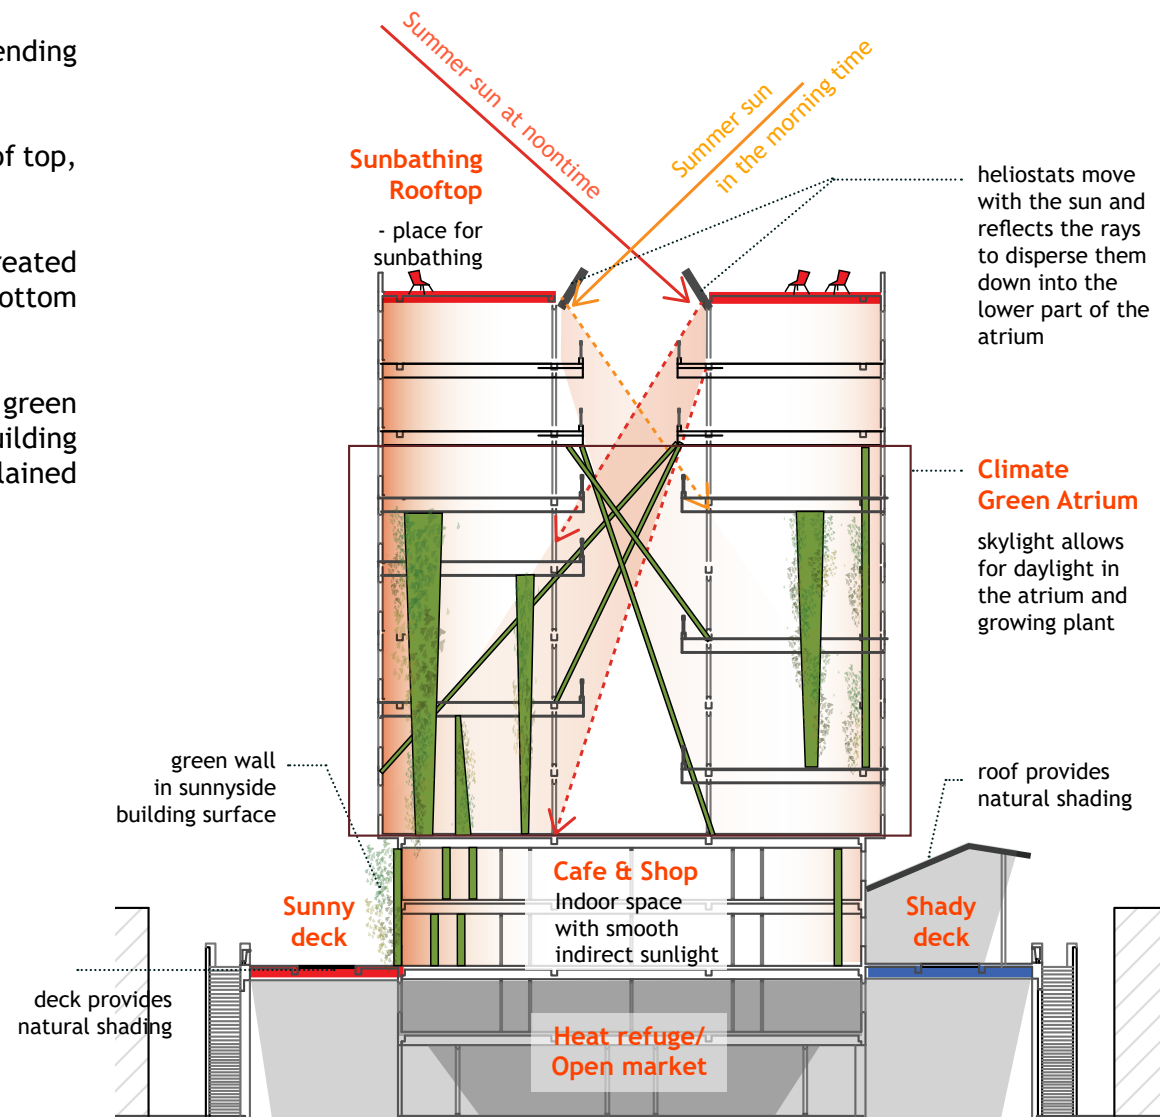 ending
of top,
reated
ottom
green
uilding
lained
Summer sun at noontime
Summer sun
in the morning time
Sunbathing
Rooftop
- place for
sunbathing
heliostats move
with the sun and
reflects the rays
to disperse them
down into the
lower part of the
atrium
Climate
Green Atrium
skylight allows
for daylight in
the atrium and
growing plant
green wall
in sunnyside
building surface
roof provides
natural shading
Cafe & Shop
Indoor space
with smooth
indirect sunlight
Sunny
deck
Shady
deck
deck provides
natural shading
Heat refuge/
Open market